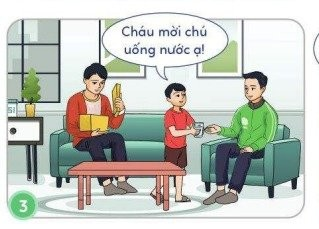 Cháu mời chú
uống nước ạ!
3